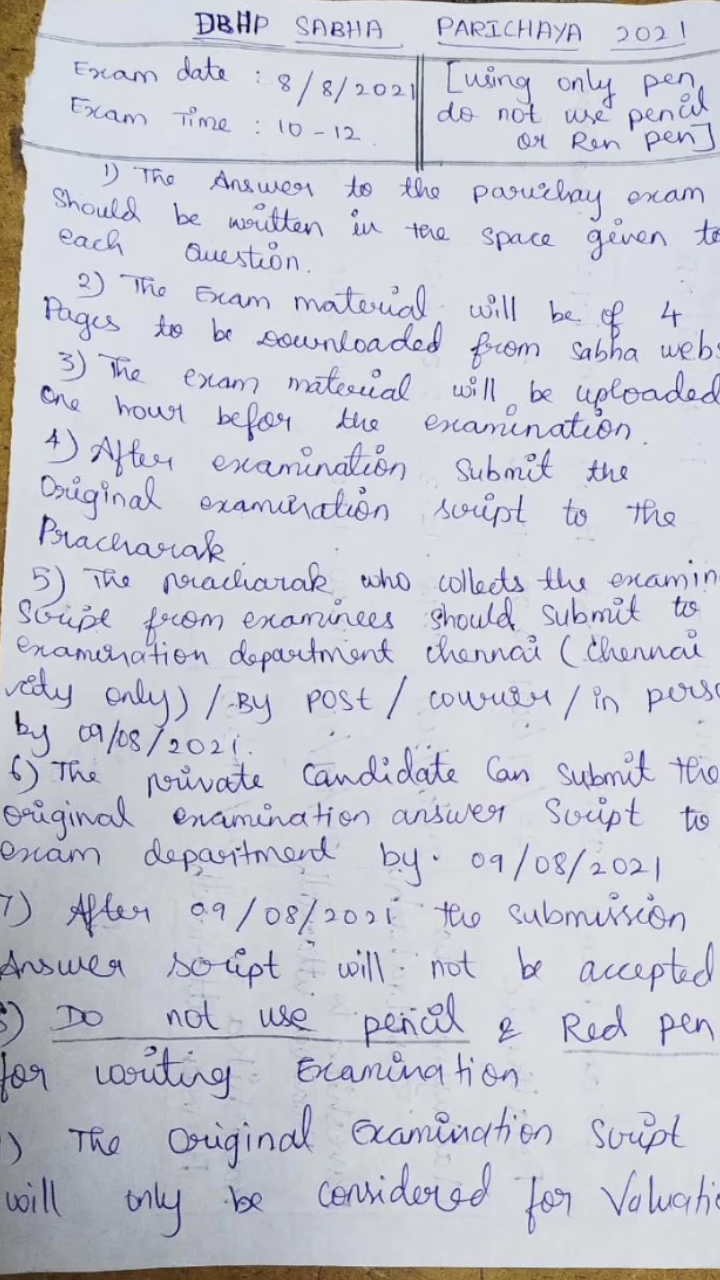 DBHP SABHA PARICHAYA 2021
Exam date : 8/8/2021
Exam Time : 10-12
[using only pen
do not use pencil
or Ren pen]
1) The Answer to the parichay exam
Should be written in the space given to
each Question.
2) The Exam material will be of 4
Pages to be Downloaded from Sabha webs
3) The exam material will be uploaded
One hour befor the examination.
4) After examination Submit the
Original examination script to the
Pracharak
5) The pracharak who collects the examin
Script from examinees should Submit to
examination department chennai (Chennai
city only) / By POST / courier / in perso
by 09/08/2021.
6) The private Candidate Can Submit the
original examination answer Script to
exam department by 09/08/2021
7) After 09/08/2021 the submission
Answer script will not be accepted
8) Do not use pencil & Red pen
for writing Examination
) The Original Examination Script
will only be considered for Valuatio